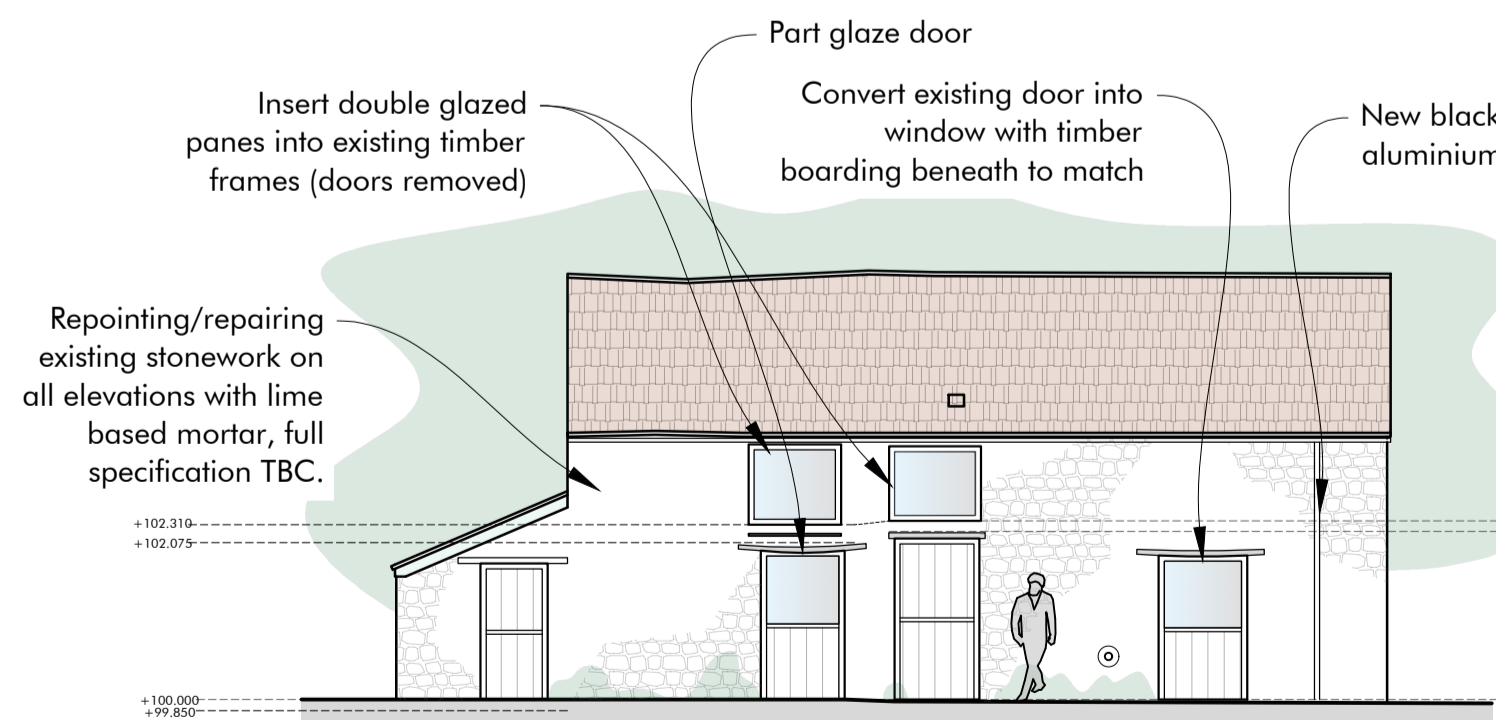 Part glaze door
Insert double glazed
panes into existing timber
frames (doors removed)
Convert existing door into
window with timber
boarding beneath to match
New black
aluminium
Repointing/repairing
existing stonework on
all elevations with lime
based mortar, full
specification TBC.
+102.310
+102.075
+100.000
+99.850